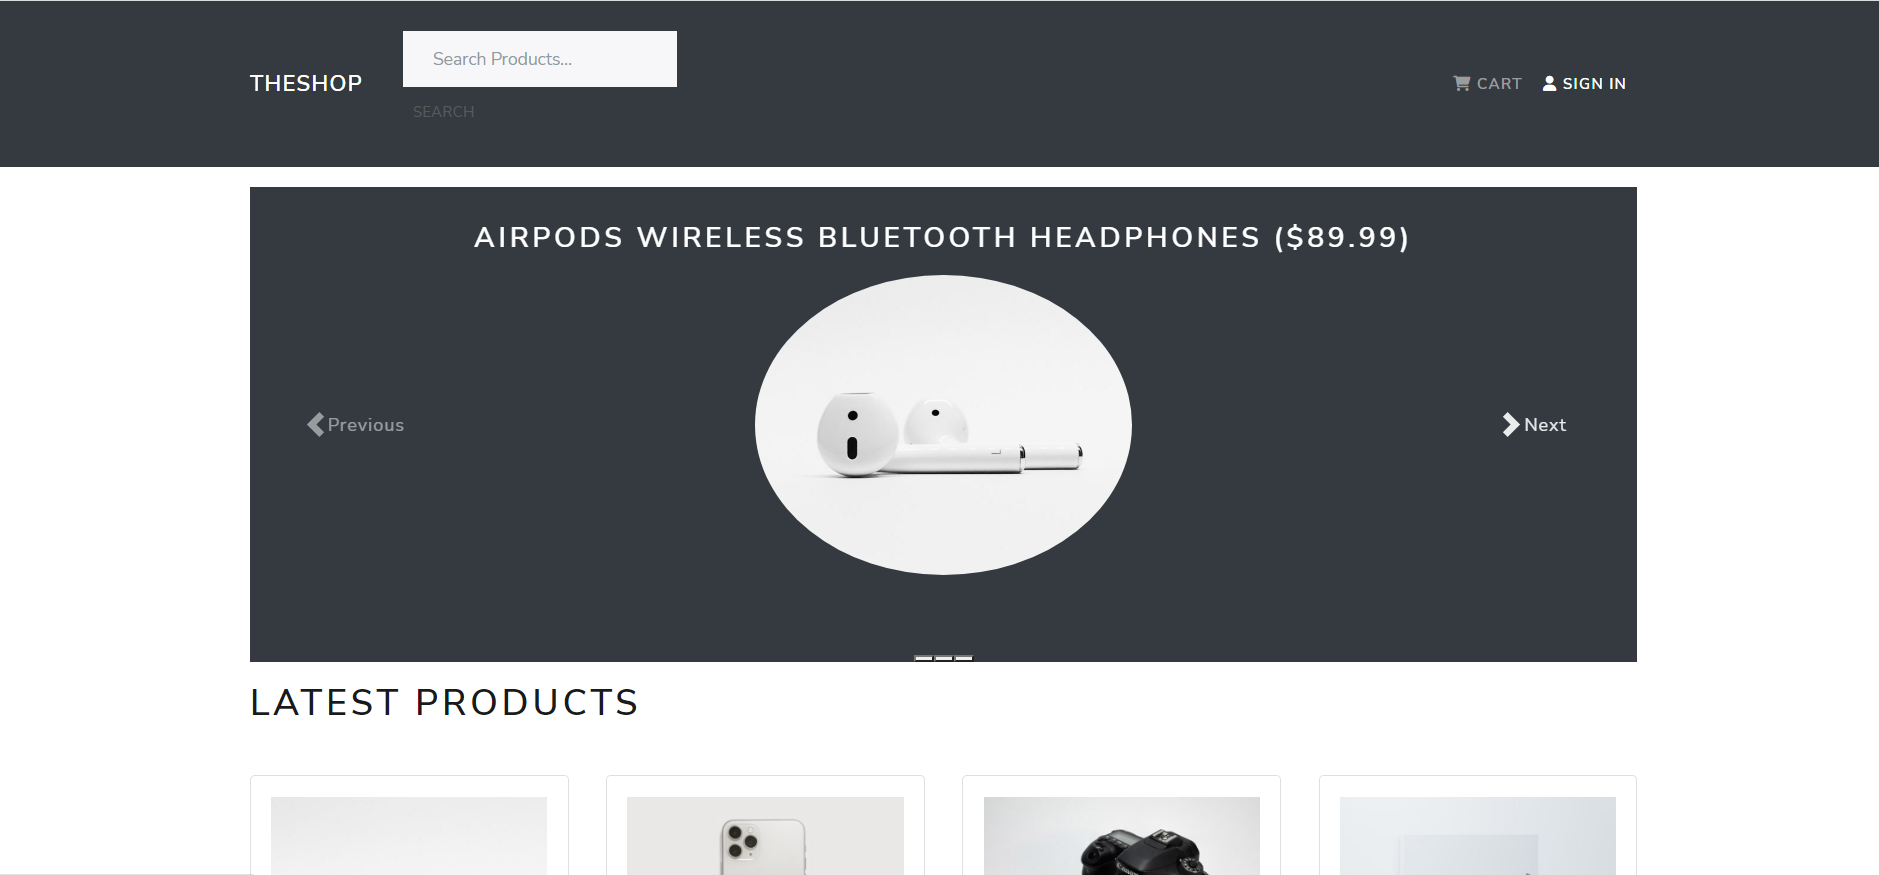 THESHOP
Search Products...
SEARCH
CART
SIGN IN
AIRPODS WIRELESS BLUETOOTH HEADPHONES ($89.99)
Previous
Next
LATEST PRODUCTS